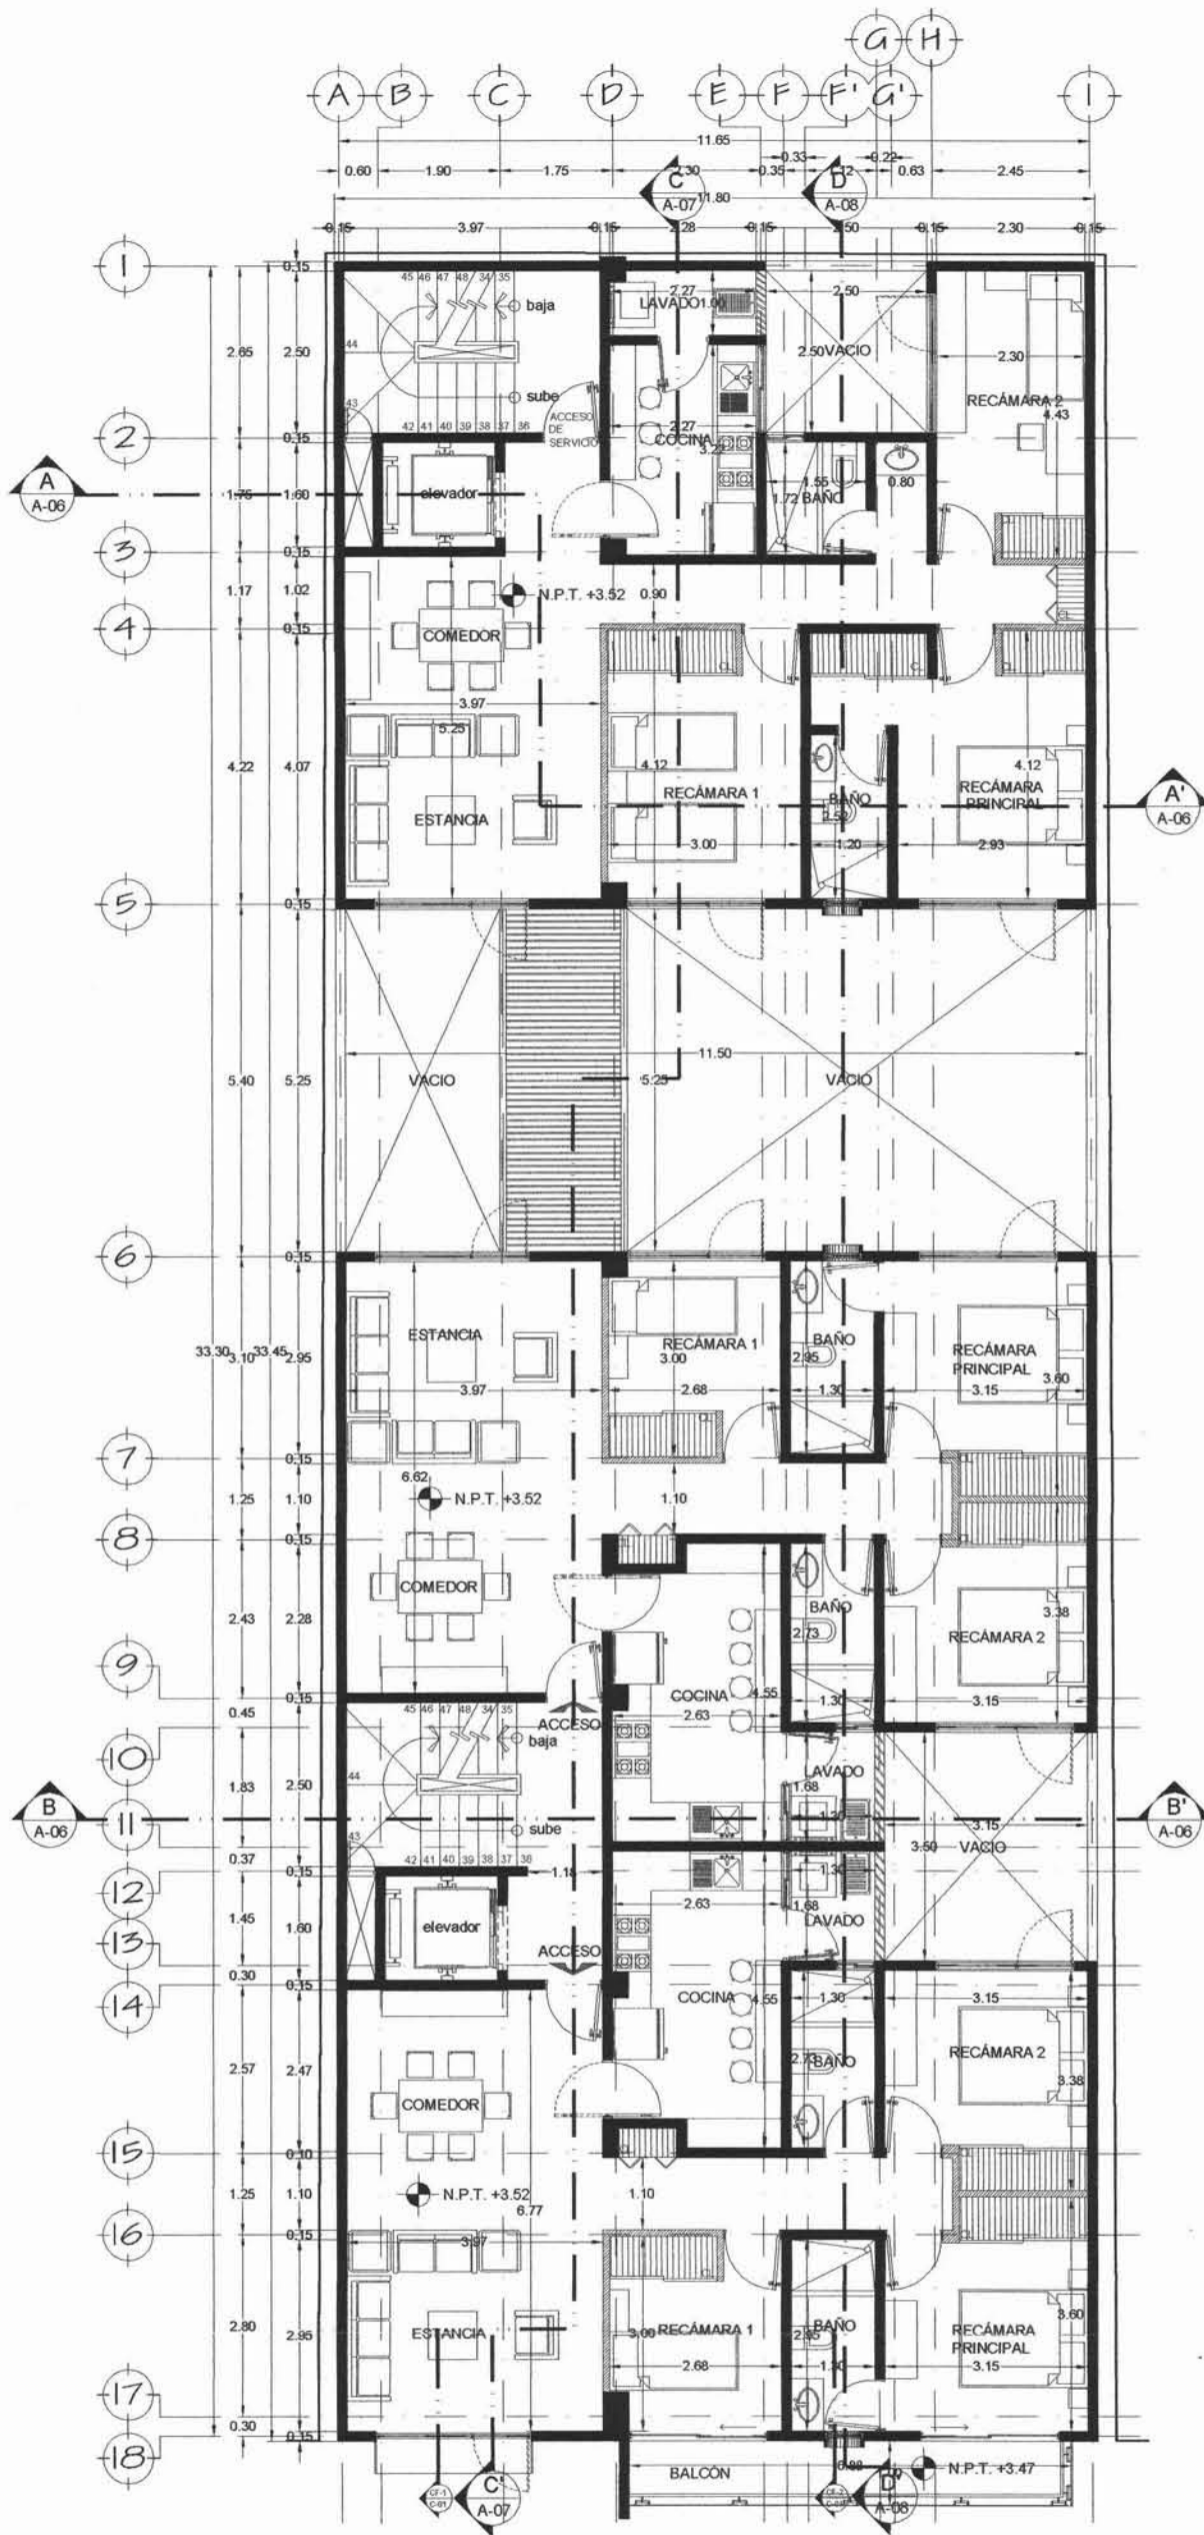 G H
A B C D E F F' G' I
11.65
0.33 0.22
0.60 1.90 1.75 2.30 0.35 1.12 0.63 2.45
C
A-07
D
A-08
11.80
0.15 3.97 0.15 2.28 0.15 2.50 0.15 2.30 0.15
1
0.15
45 46 47 48 34 35
baja
2.27
LAVADO 1.00
2.50
2.65 2.50
44
2.50 VACIO
2.30
sube
43
RECÁMARA 2
4.43
42 41 40 39 38 37 36
ACCESO
DE
SERVICIO
2.27
COCINA
3.22
2
0.15
A
A-06
1.75 1.60
elevador
1.55
1.72 BAÑO
0.80
3
0.15
1.17 1.02
N.P.T. +3.52
0.90
4
0.15
COMEDOR
3.97
5.25
4.22 4.07
4.12
RECÁMARA 1
BAÑO
2.52
4.12
RECÁMARA
PRINCIPAL
A'
A-06
ESTANCIA
3.00 1.20 2.93
5
0.15
11.50
5.40 5.25
VACIO
5.25
VACIO
6
0.15
33.30 3.10 33.45 2.95
ESTANCIA
RECÁMARA 1
3.00
BAÑO
2.95
RECÁMARA
PRINCIPAL
3.60
3.97 2.68 1.30 3.15
7
0.15
6.62
1.25 1.10
N.P.T. +3.52
1.10
8
0.15
2.43 2.28
COMEDOR
BAÑO
2.73
3.38
RECÁMARA 2
9
0.15
0.45
45 46 47 48 34 35
ACCESO
baja
COCINA
4.55
2.63
1.30 3.15
10
1.83 2.50
44
LAVADO
1.68
B
A-06
11
sube
1.30
3.15
B'
A-06
43
3.50 VACIO
0.37
42 41 40 39 38 37 36
0.15
1.18
1.30
12
1.45 1.60
elevador
2.63
1.68
LAVADO
13
ACCESO
0.30
0.15
14
COCINA
4.55
1.30 3.15
2.57 2.47
COMEDOR
2.73
BAÑO
RECÁMARA 2
3.38
15
0.10
1.25 1.10
N.P.T. +3.52
6.77
1.10
16
0.15
3.97
2.80 2.95
ESTANCIA
3.00
RECÁMARA 1
BAÑO
2.95
RECÁMARA
PRINCIPAL
3.60
2.68 1.30 3.15
17
0.30
0.15
18
BALCÓN
N.P.T. +3.47
CF-1
C-01
C'
A-07
CF-2
D'
A-08